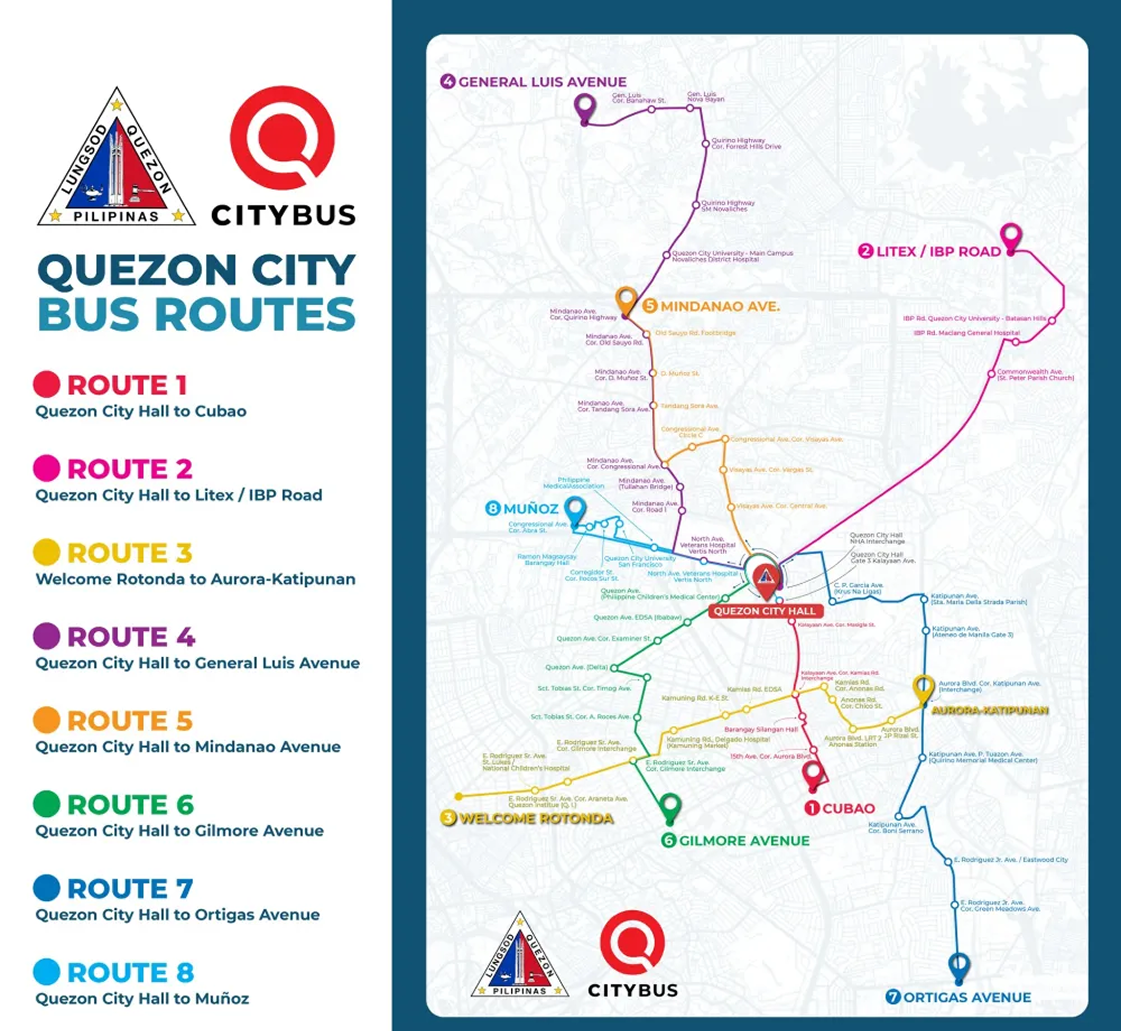 LUNGSOD QUEZON
PILIPINAS
CITYBUS
QUEZON CITY
BUS ROUTES
ROUTE 1
Quezon City Hall to Cubao
ROUTE 2
Quezon City Hall to Litex / IBP Road
ROUTE 3
Welcome Rotonda to Aurora-Katipunan
ROUTE 4
Quezon City Hall to General Luis Avenue
ROUTE 5
Quezon City Hall to Mindanao Avenue
ROUTE 6
Quezon City Hall to Gilmore Avenue
ROUTE 7
Quezon City Hall to Ortigas Avenue
ROUTE 8
Quezon City Hall to Muñoz
4 GENERAL LUIS AVENUE
Gen. Luis
Cor. Banahaw St.
Gen. Luis
Nova Bayan
Quirino Highway
Cor. Forrest Hills Drive
Quirino Highway
SM Novaliches
Quezon City University - Main Campus
Novaliches District Hospital
2 LITEX / IBP ROAD
IBP Rd. Quezon City University - Batasan Hills
IBP Rd. Maclang General Hospital
Commonwealth Ave.
(St. Peter Parish Church)
5 MINDANAO AVE.
Mindanao Ave.
Cor. Quirino Highway
Mindanao Ave.
Cor. Old Sauyo Rd.
Old Sauyo Rd. Footbridge
Mindanao Ave.
Cor. D. Muñoz St.
D. Muñoz St.
Mindanao Ave.
Cor. Tandang Sora Ave.
Tandang Sora Ave.
Congressional Ave.
Circle C
Congressional Ave. Cor. Visayas Ave.
Mindanao Ave.
Cor. Congressional Ave.
Visayas Ave. Cor. Vargas St.
Mindanao Ave.
(Tullahan Bridge)
Mindanao Ave.
Cor. Road 1
Visayas Ave. Cor. Central Ave.
Philippine
Medical Association
8 MUÑOZ
Congressional Ave.
Cor. Abra St.
Ramon Magsaysay
Barangay Hall
Corregidor St.
Cor. Ilocos Sur St.
Quezon City University
San Francisco
North Ave.
Veterans Hospital
Vertis North
North Ave. Veterans Hospital
Vertis North
Quezon City Hall
NHA Interchange
Quezon City Hall
Gate 3 Kalayaan Ave.
QUEZON CITY HALL
Quezon Ave.
(Philippine Children's Medical Center)
Quezon Ave. EDSA (Ibabaw)
Quezon Ave. Cor. Examiner St.
Quezon Ave. (Delta)
Sct. Tobias St. Cor. Timog Ave.
Sct. Tobias St. Cor. A. Roces Ave.
C. P. Garcia Ave.
(Krus Na Ligas)
Katipunan Ave.
(Sta. Maria Della Strada Parish)
Katipunan Ave.
(Ateneo de Manila Gate 3)
Kalayaan Ave. Cor. Masigla St.
Kalayaan Ave. Cor. Kamias Rd.
Interchange
Kamias Rd.
Cor. Anonas Rd.
Anonas Rd.
Cor. Chico St.
Kamias Rd. EDSA
Kamuning Rd. K-E St.
Kamuning Rd., Delgado Hospital
(Kamuning Market)
Barangay Silangan Hall
15th Ave. Cor. Aurora Blvd.
Aurora Blvd. LRT 2
Anonas Station
Aurora Blvd.
JP Rizal St.
Aurora Blvd. Cor. Katipunan Ave.
(Interchange)
AURORA-KATIPUNAN
Katipunan Ave. P. Tuazon Ave.
(Quirino Memorial Medical Center)
E. Rodriguez Sr. Ave.
Cor. Gilmore Interchange
E. Rodriguez Sr. Ave.
Cor. Gilmore Interchange
E. Rodriguez Sr. Ave.
St. Lukes /
National Children's Hospital
E. Rodriguez Sr. Ave. Cor. Araneta Ave.
Quezon Institue (Q. I.)
3 WELCOME ROTONDA
1 CUBAO
6 GILMORE AVENUE
Katipunan Ave.
Cor. Boni Serrano
E. Rodriguez Jr. Ave. / Eastwood City
E. Rodriguez Jr. Ave.
Cor. Green Meadows Ave.
7 ORTIGAS AVENUE
LUNGSOD QUEZON
PILIPINAS
CITYBUS